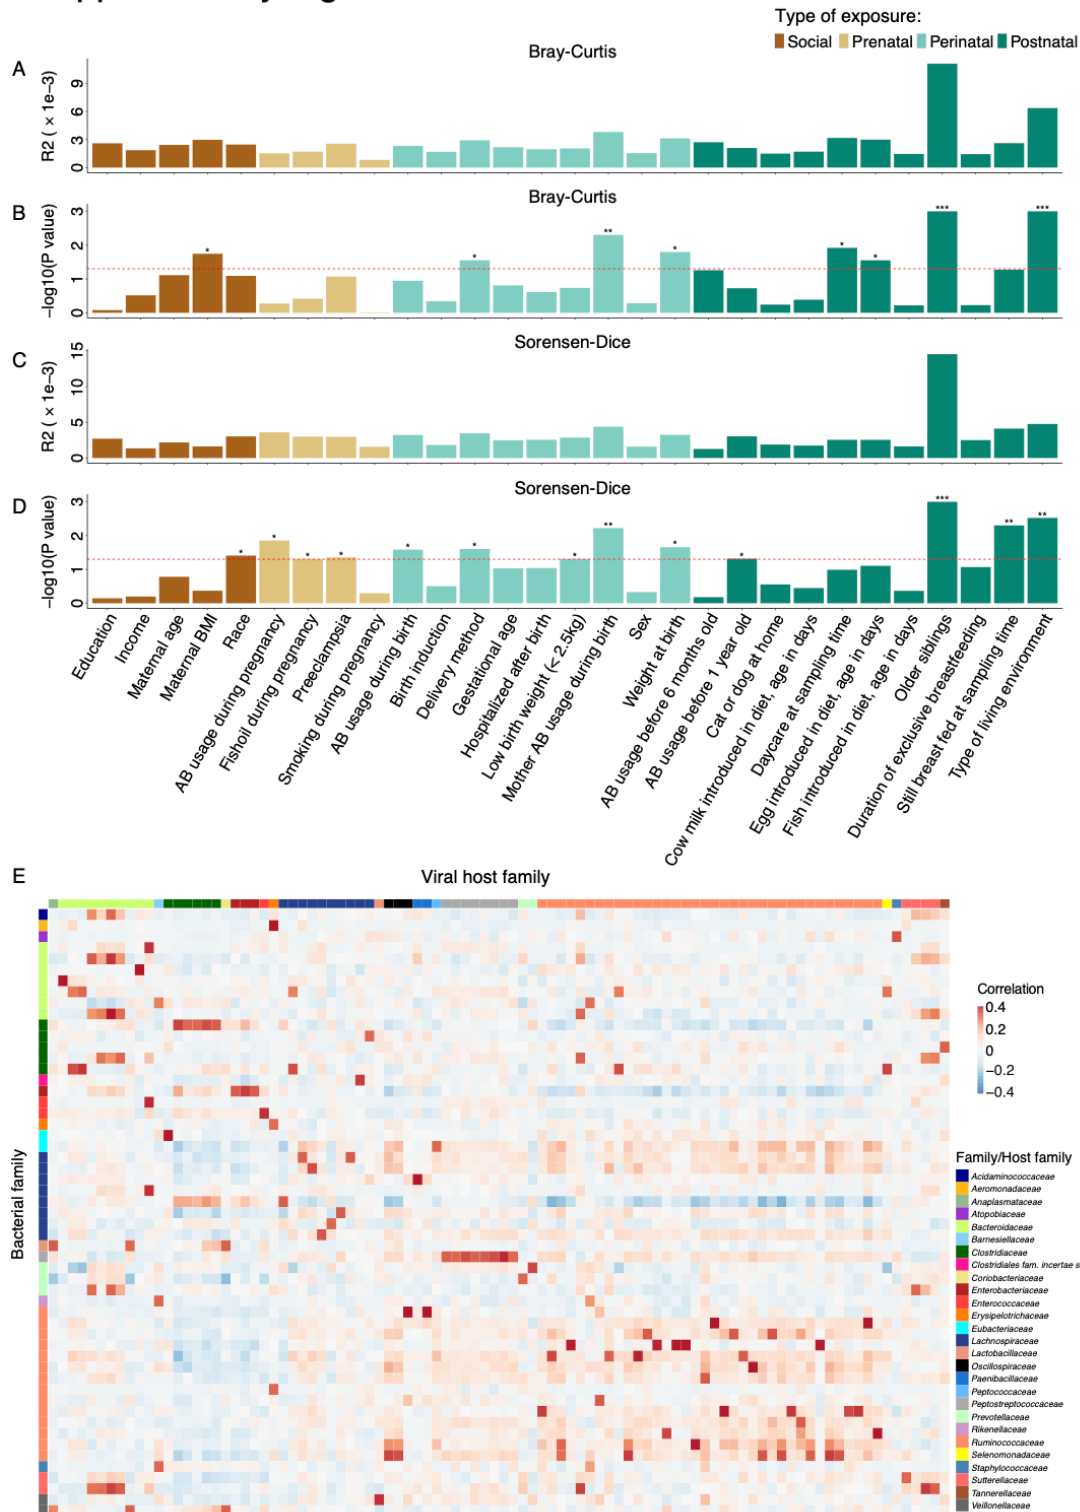 Type of exposure:
Social Prenatal Perinatal Postnatal
A
Bray-Curtis
R2 ( × 1e−3)
9
6
3
0
B
Bray-Curtis
−log10(P value)
3
2
1
0
* * ** * * * *** ***
C
Sorensen-Dice
R2 ( × 1e−3)
15
10
5
0
D
Sorensen-Dice
−log10(P value)
3
2
1
0
* * * * * * * ** * * *** ** **
Education
Income
Maternal age
Maternal BMI
Race
AB usage during pregnancy
Fishoil during pregnancy
Preeclampsia
Smoking during pregnancy
AB usage during birth
Birth induction
Delivery method
Gestational age
Hospitalized after birth
Low birth weight (< 2.5kg)
Mother AB usage during birth
Sex
Weight at birth
AB usage before 6 months old
AB usage before 1 year old
Cat or dog at home
Cow milk introduced in diet, age in days
Daycare at sampling time
Egg introduced in diet, age in days
Fish introduced in diet, age in days
Older siblings
Duration of exclusive breastfeeding
Still breast fed at sampling time
Type of living environment
E
Viral host family
Bacterial family
Correlation
0.4
0.2
0
−0.2
−0.4
Family/Host family
Acidaminococcaceae
Aeromonadaceae
Anaplasmataceae
Atopobiaceae
Bacteroidaceae
Barnesiellaceae
Clostridiaceae
Clostridiales fam. incertae s
Coriobacteriaceae
Enterobacteriaceae
Enterococcaceae
Erysipelotrichaceae
Eubacteriaceae
Lachnospiraceae
Lactobacillaceae
Oscillospiraceae
Paenibacillaceae
Peptococcaceae
Peptostreptococcaceae
Prevotellaceae
Rikenellaceae
Ruminococcaceae
Selenomonadaceae
Staphylococcaceae
Sutterellaceae
Tannerellaceae
Veillonellaceae